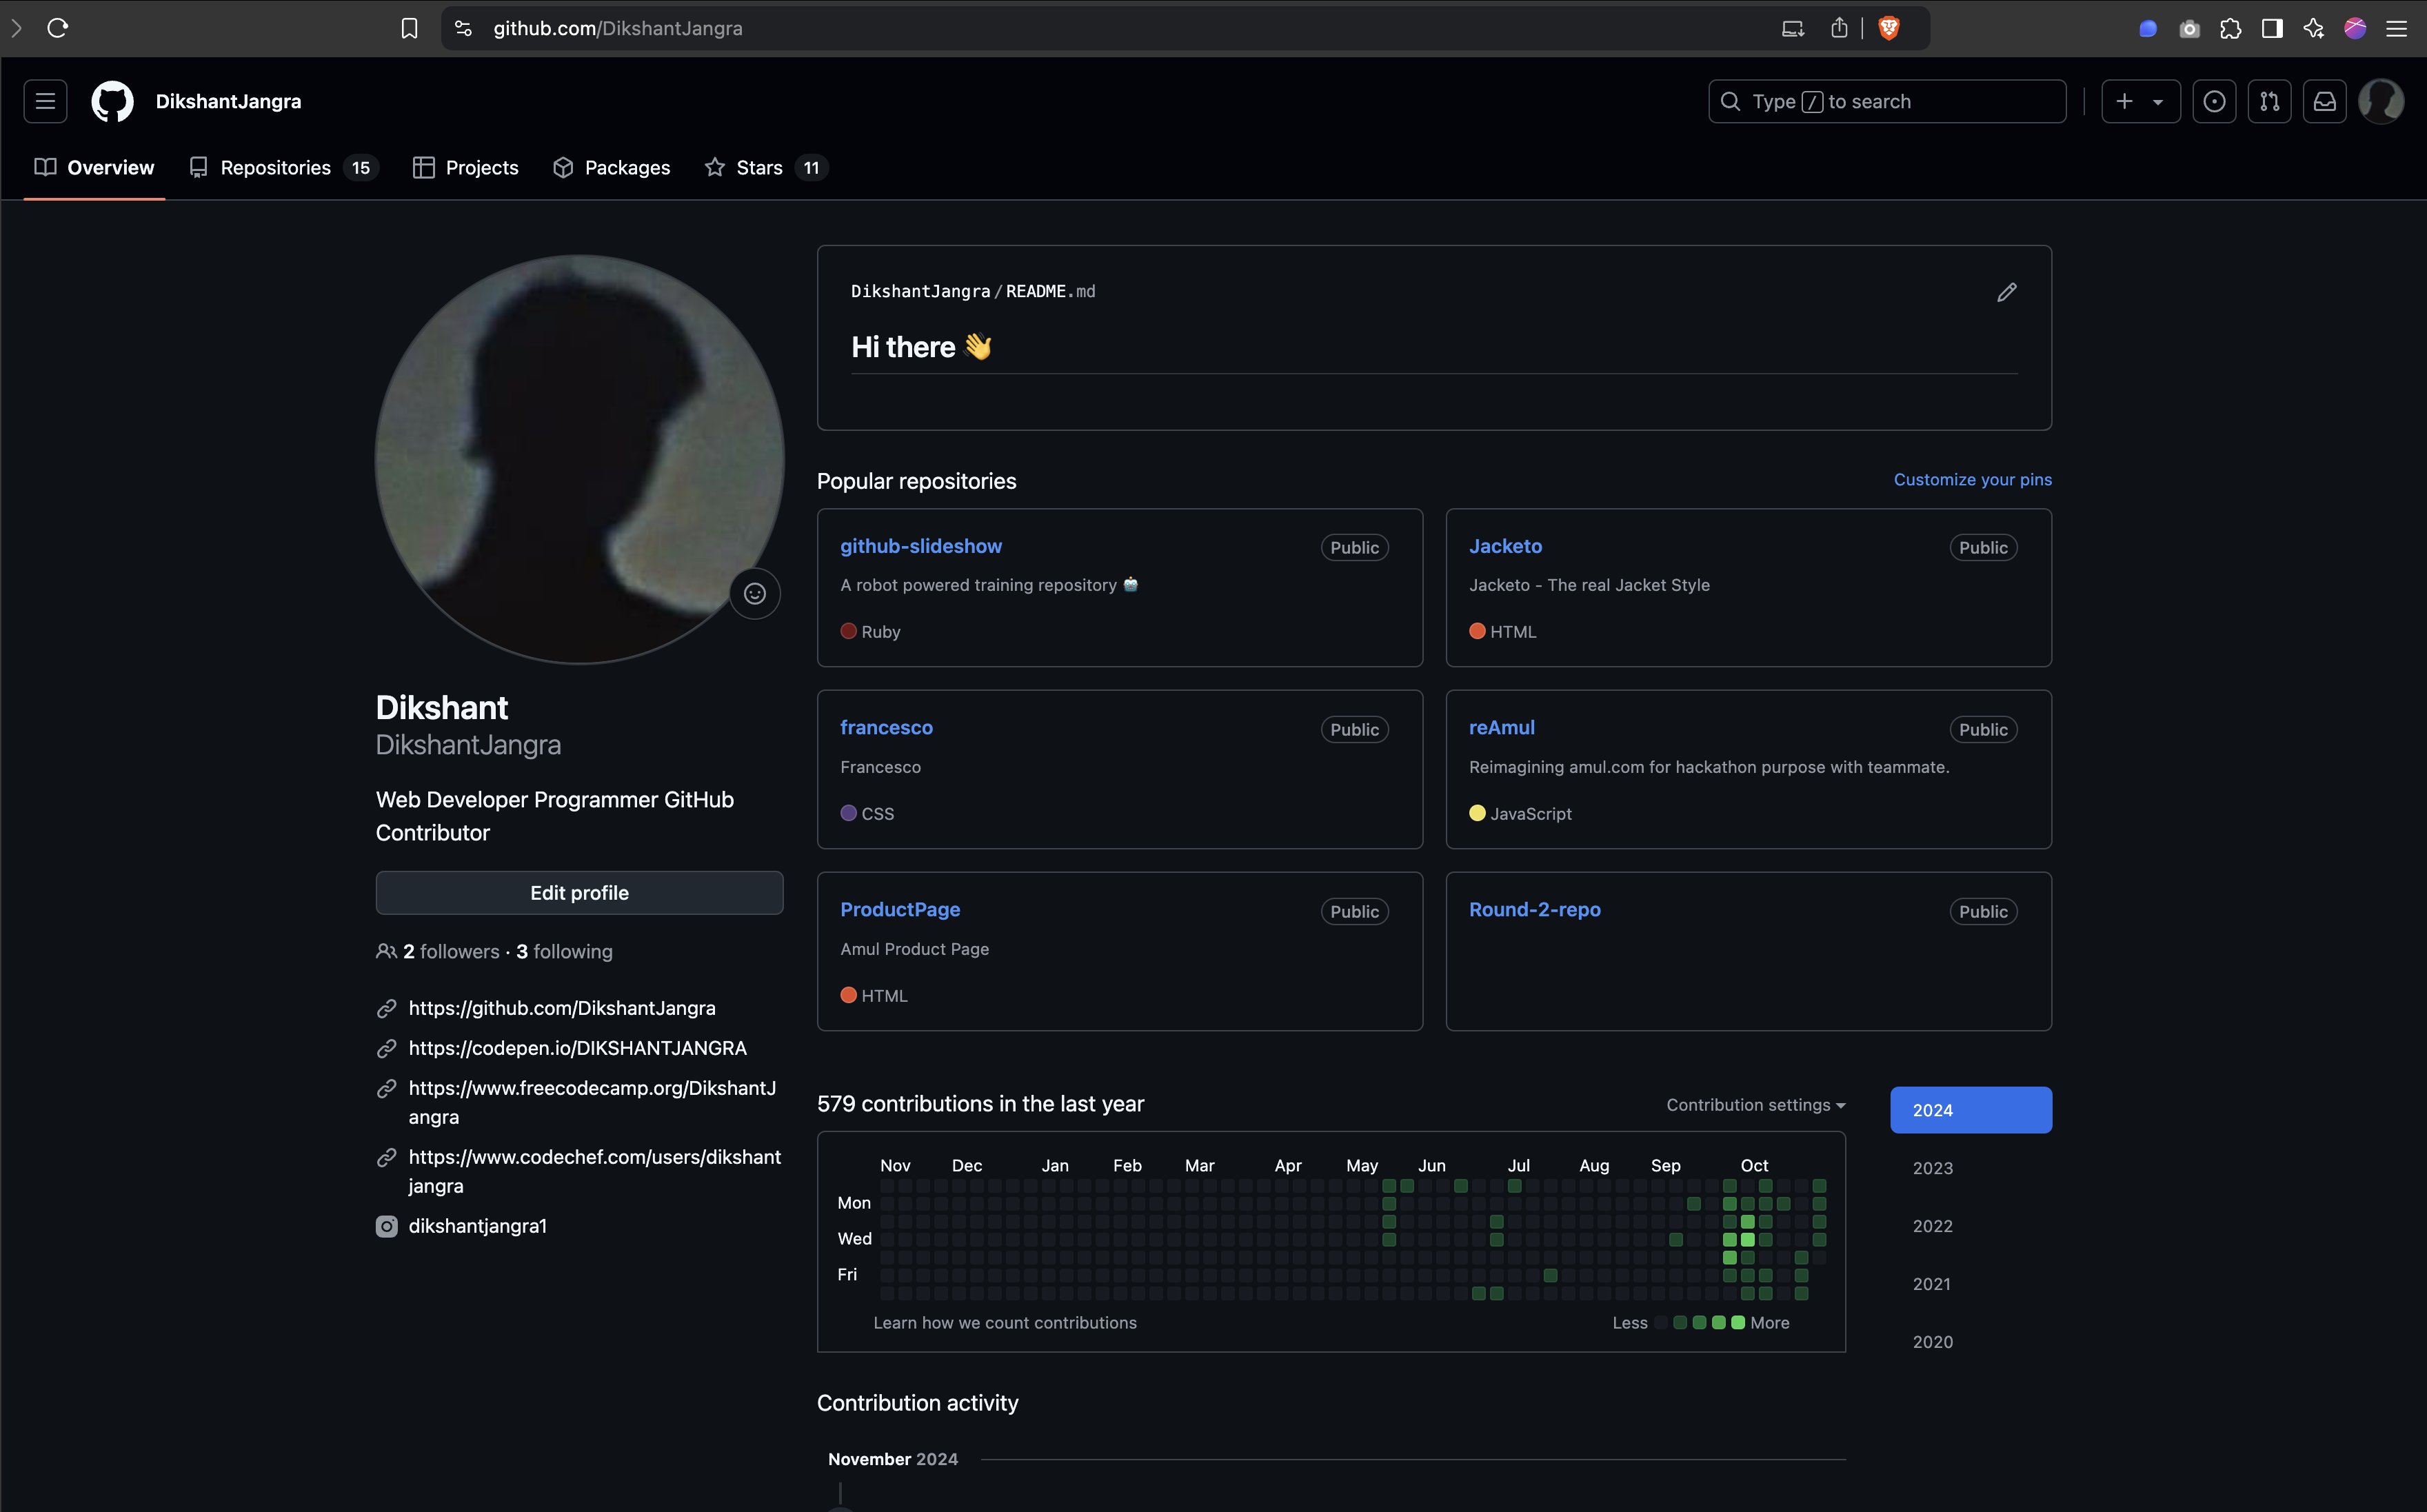 github.com/DikshantJangra
DikshantJangra
Type / to search
Overview
Repositories 15
Projects
Packages
Stars 11
DikshantJangra/README.md
Hi there 👋
Popular repositories
Customize your pins
github-slideshow
Public
A robot powered training repository 🤖
Ruby
Jacketo
Public
Jacketo - The real Jacket Style
HTML
francesco
Public
Francesco
CSS
reAmul
Public
Reimagining amul.com for hackathon purpose with teammate.
JavaScript
ProductPage
Public
Amul Product Page
HTML
Round-2-repo
Public
Dikshant
DikshantJangra
Web Developer Programmer GitHub
Contributor
Edit profile
2 followers · 3 following
https://github.com/DikshantJangra
https://codepen.io/DIKSHANTJANGRA
https://www.freecodecamp.org/DikshantJ
angra
https://www.codechef.com/users/dikshant
jangra
dikshantjangra1
579 contributions in the last year
Contribution settings
2024
2023
2022
2021
2020
Nov Dec Jan Feb Mar Apr May Jun Jul Aug Sep Oct
Mon
Wed
Fri
Learn how we count contributions
Less More
Contribution activity
November 2024